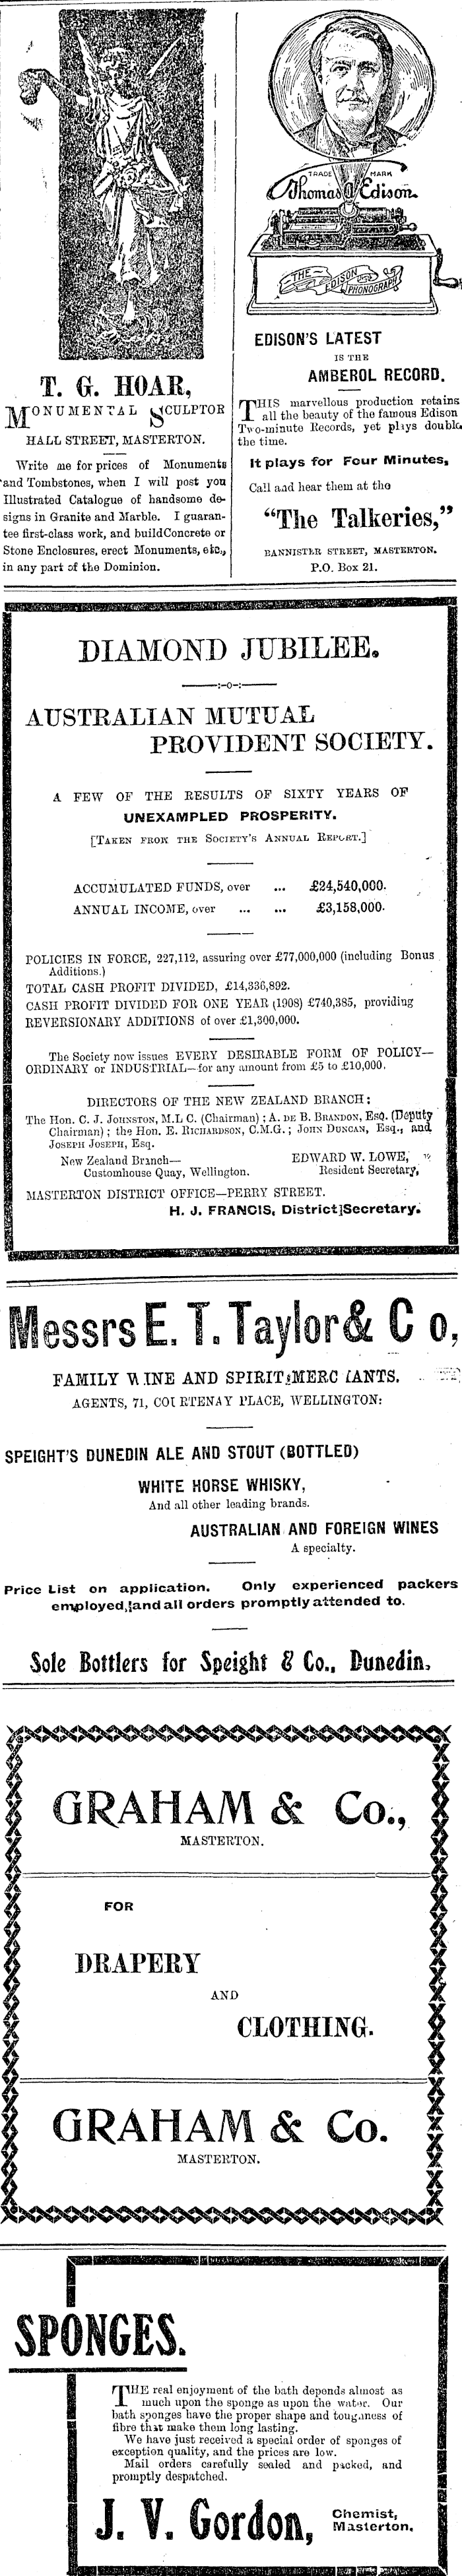 T. G. HOAR,
MONUMENTAL SCULPTOR
HALL STREET, MASTERTON.
Write me for prices of Monuments
and Tombstones, when I will post you
Illustrated Catalogue of handsome de-
signs in Granite and Marble. I guaran-
tee first-class work, and buildConcrete or
Stone Enclosures, erect Monuments, etc.,
in any part of the Dominion.
TRADE MARK
Thomas A Edison
THE EDISON PHONOGRAPH
EDISON'S LATEST
IS THE
AMBEROL RECORD.
THIS marvellous production retains
all the beauty of the famous Edison
Two-minute Records, yet plays double
the time.
It plays for Four Minutes,
Call and hear them at the
"The Talkeries,"
BANNISTER STREET, MASTERTON.
P.O. Box 21.
DIAMOND JUBILEE.
—:-o-:—
AUSTRALIAN MUTUAL
PROVIDENT SOCIETY.
A FEW OF THE RESULTS OF SIXTY YEARS OF
UNEXAMPLED PROSPERITY.
[TAKEN FROM THE SOCIETY'S ANNUAL REPORT.]
ACCUMULATED FUNDS, over ... £24,540,000.
ANNUAL INCOME, over ... ... £3,158,000.
POLICIES IN FORCE, 227,112, assuring over £77,000,000 (including Bonus
Additions.)
TOTAL CASH PROFIT DIVIDED, £14,336,892.
CASH PROFIT DIVIDED FOR ONE YEAR (1908) £740,385, providing
REVERSIONARY ADDITIONS of over £1,300,000.
The Society now issues EVERY DESIRABLE FORM OF POLICY—
ORDINARY or INDUSTRIAL—for any amount from £5 to £10,000.
DIRECTORS OF THE NEW ZEALAND BRANCH:
The Hon. C. J. JOHNSTON, M.L C. (Chairman); A. DE B. BRANDON, ESQ. (Deputy
Chairman); the Hon. E. RICHARDSON, C.M.G.; JOHN DUNCAN, Esq., and
JOSEPH JOSEPH, Esq.
New Zealand Branch—
Customhouse Quay, Wellington.
EDWARD W. LOWE,
Resident Secretary,
MASTERTON DISTRICT OFFICE—PERRY STREET.
H. J. FRANCIS, District]Secretary.
Messrs E. T. Taylor & C o,
FAMILY WINE AND SPIRIT MERCHANTS.
AGENTS, 71, COURTENAY PLACE, WELLINGTON:
SPEIGHT'S DUNEDIN ALE AND STOUT (BOTTLED)
WHITE HORSE WHISKY,
And all other leading brands.
AUSTRALIAN AND FOREIGN WINES
A specialty.
Price List on application. Only experienced packers
employed, and all orders promptly attended to.
Sole Bottlers for Speight & Co., Dunedin.
GRAHAM & Co.,
MASTERTON.
FOR
DRAPERY
AND
CLOTHING.
GRAHAM & Co.
MASTERTON.
SPONGES.
THE real enjoyment of the bath depends almost as
much upon the sponge as upon the water. Our
bath sponges have the proper shape and toughness of
fibre that make them long lasting.
We have just received a special order of sponges of
exception quality, and the prices are low.
Mail orders carefully sealed and packed, and
promptly despatched.
J. V. Gordon,
Chemist,
Masterton.